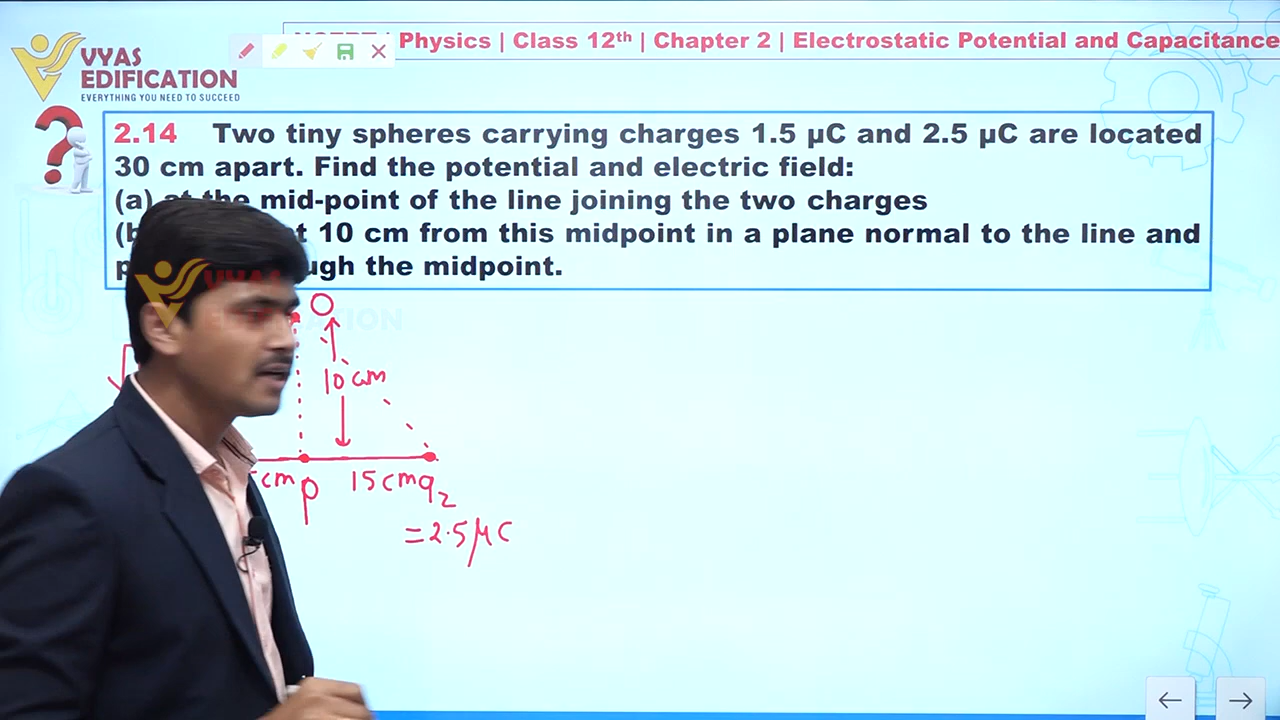 VYAS
EDIFICATION
EVERYTHING YOU NEED TO SUCCEED
| Physics | Class 12th | Chapter 2 | Electrostatic Potential and Capacitance
2.14 Two tiny spheres carrying charges 1.5 μC and 2.5 μC are located
30 cm apart. Find the potential and electric field:
(a) at the mid-point of the line joining the two charges
10 cm from this midpoint in a plane normal to the line and
the midpoint.
O
10 cm
cm P 15 cm q2
= 2.5 μC